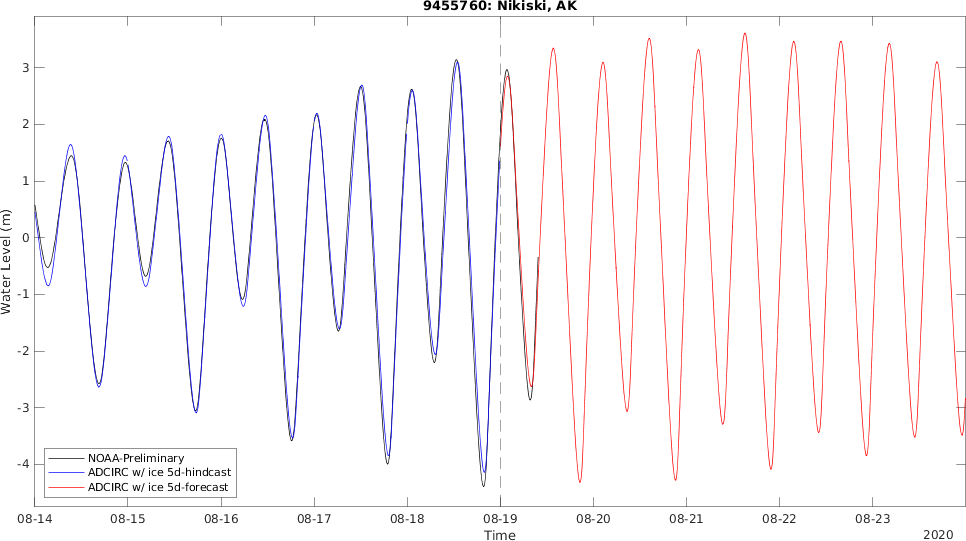 9455760: Nikiski, AK
Water Level (m)
3
2
1
0
-1
-2
-3
-4
NOAA-Preliminary
ADCIRC w/ ice 5d-hindcast
ADCIRC w/ ice 5d-forecast
08-14 08-15 08-16 08-17 08-18 08-19 08-20 08-21 08-22 08-23
Time
2020